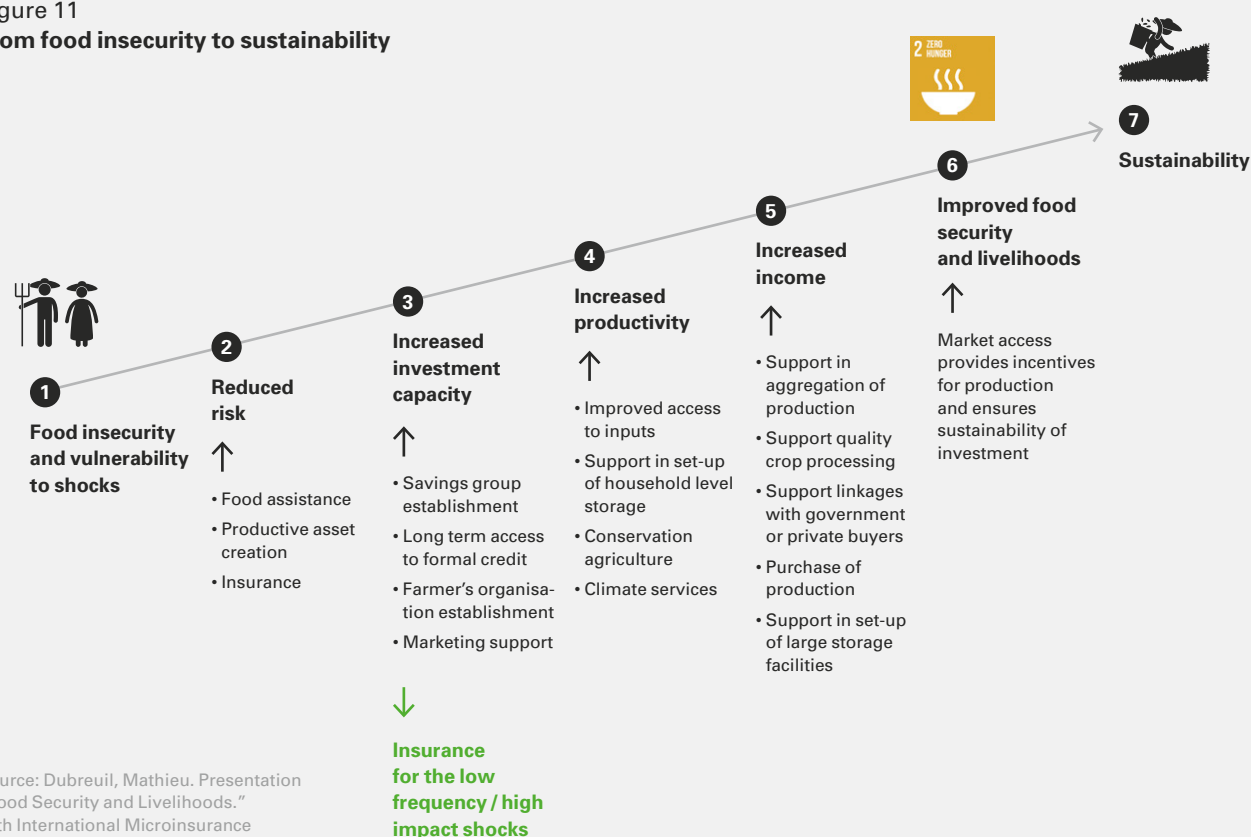 gure 11
om food insecurity to sustainability
2 ZERO
HUNGER
7
Sustainability
6
Improved food
security
and livelihoods
Market access
provides incentives
for production
and ensures
sustainability of
investment
5
Increased
income
• Support in
aggregation of
production
• Support quality
crop processing
• Support linkages
with government
or private buyers
• Purchase of
production
• Support in set-up
of large storage
facilities
4
Increased
productivity
• Improved access
to inputs
• Support in set-up
of household level
storage
• Conservation
agriculture
• Climate services
3
Increased
investment
capacity
• Savings group
establishment
• Long term access
to formal credit
• Farmer's organisa-
tion establishment
• Marketing support
Insurance
for the low
frequency / high
impact shocks
2
Reduced
risk
• Food assistance
• Productive asset
creation
• Insurance
1
Food insecurity
and vulnerability
to shocks
urce: Dubreuil, Mathieu. Presentation
ood Security and Livelihoods."
th International Microinsurance